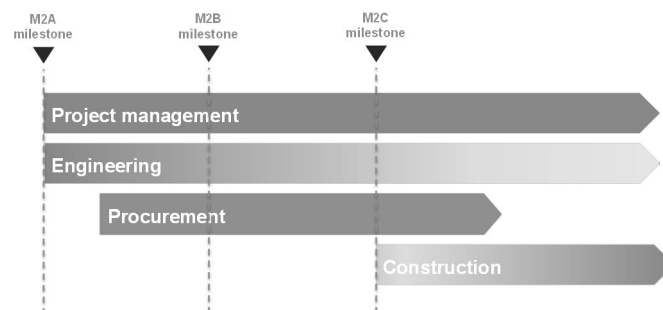 M2A
milestone
M2B
milestone
M2C
milestone
Project management
Engineering
Procurement
Construction